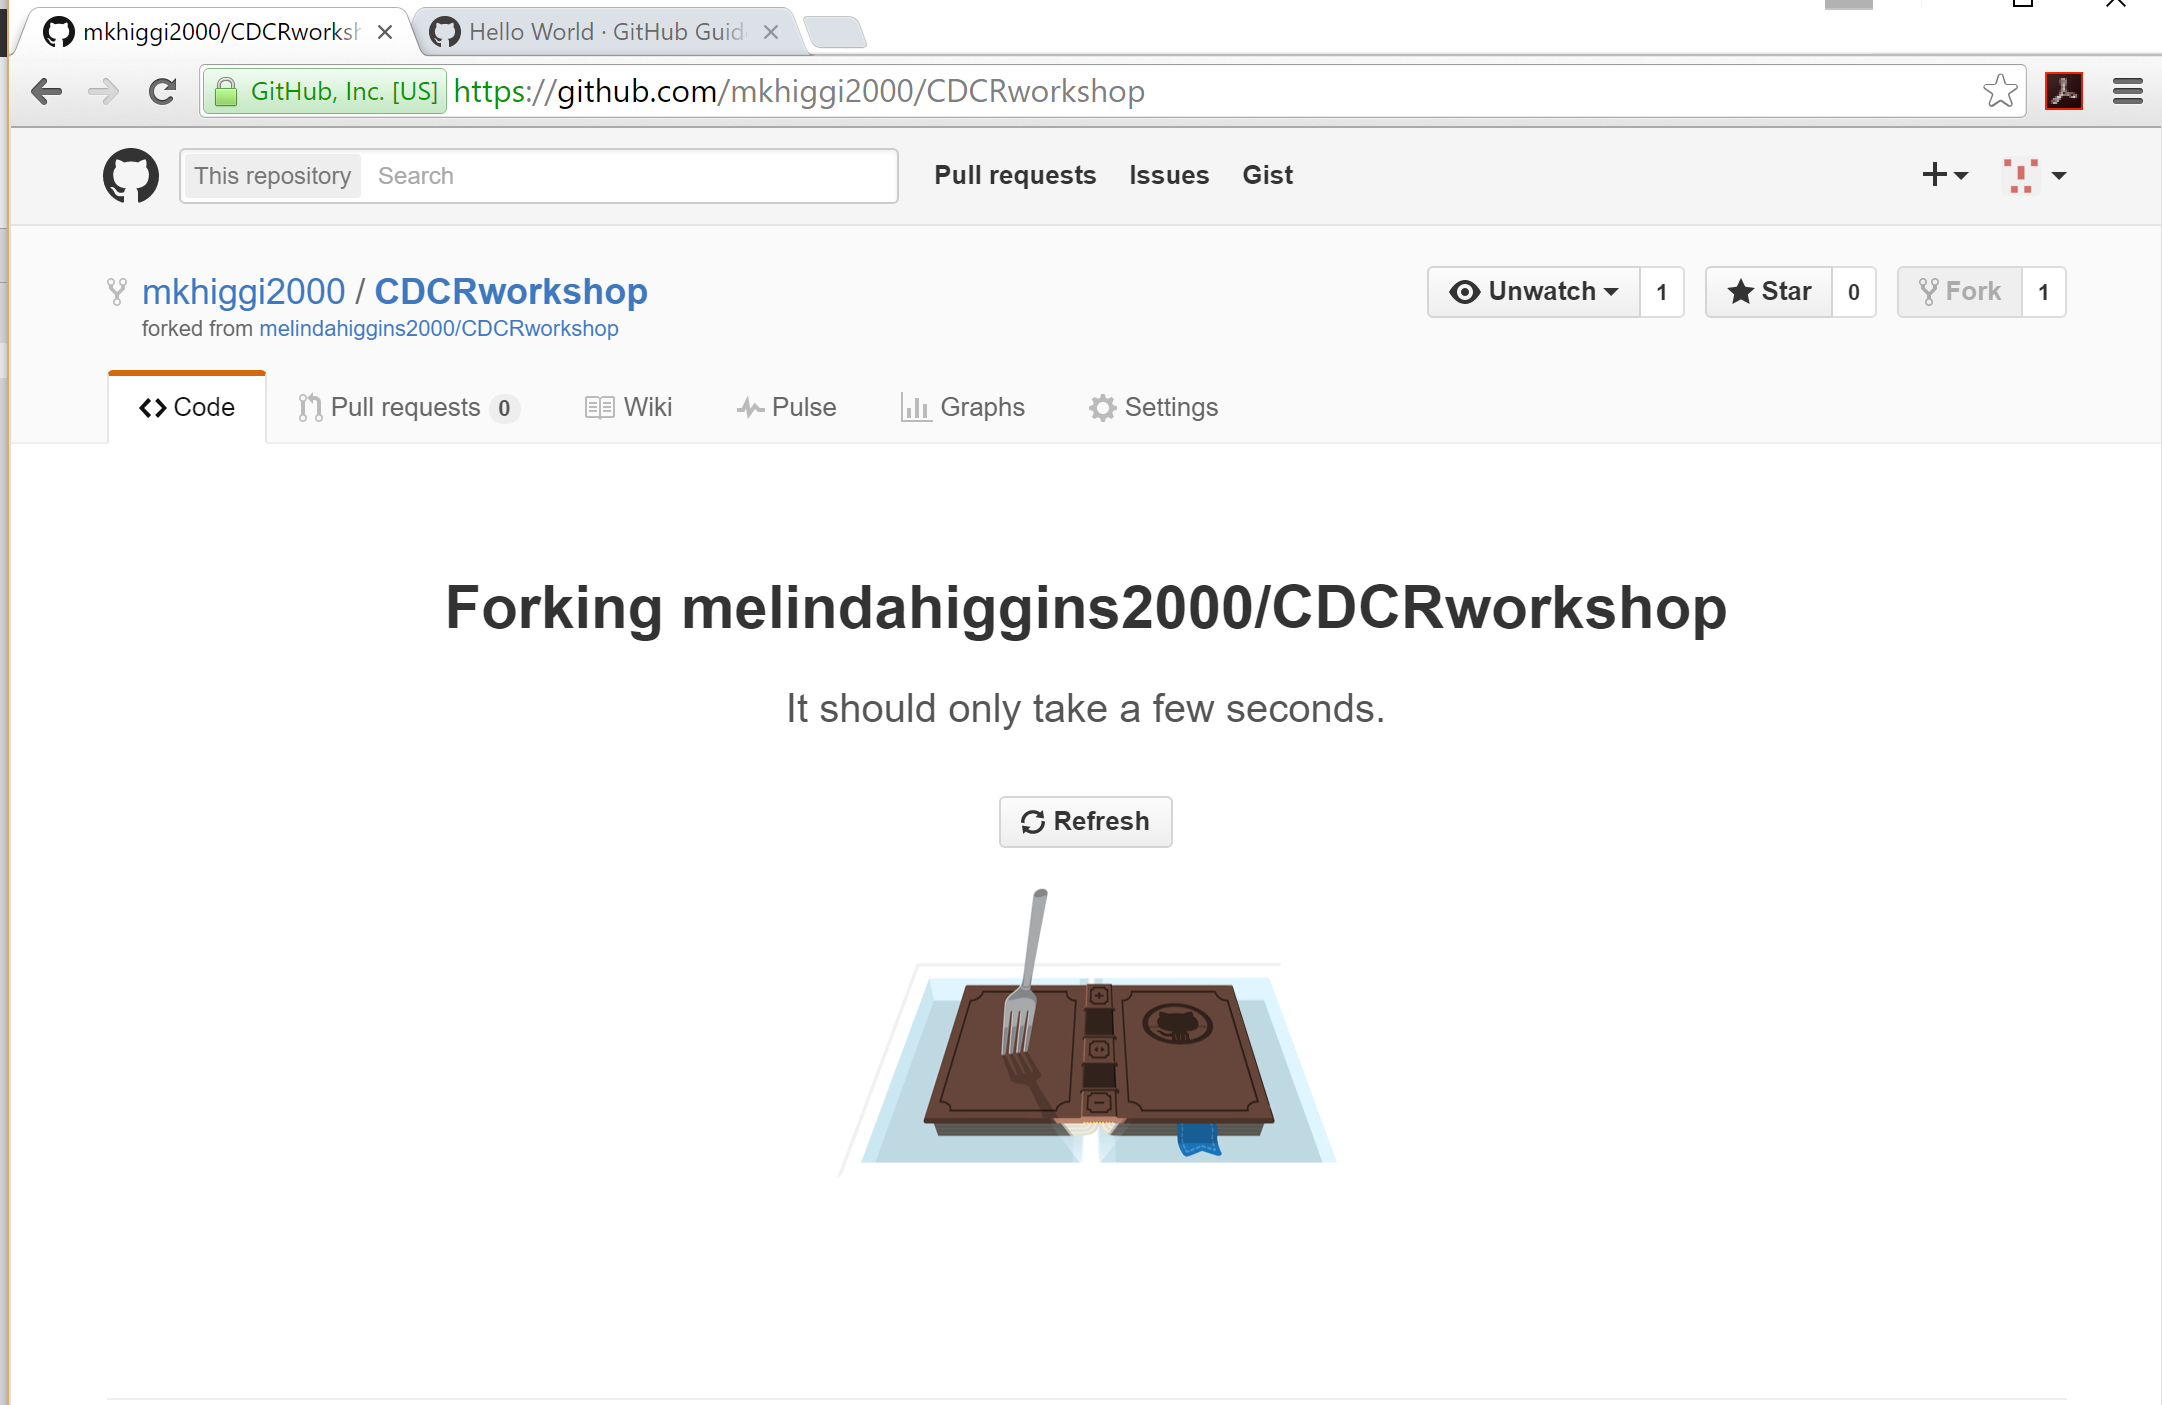 mkhiggi2000/CDCRworksh
Hello World · GitHub Guid
GitHub, Inc. [US] https://github.com/mkhiggi2000/CDCRworkshop
This repository Search Pull requests Issues Gist
mkhiggi2000 / CDCRworkshop Unwatch 1 Star 0 Fork 1
forked from melindahiggins2000/CDCRworkshop
Code Pull requests 0 Wiki Pulse Graphs Settings
Forking melindahiggins2000/CDCRworkshop
It should only take a few seconds.
Refresh